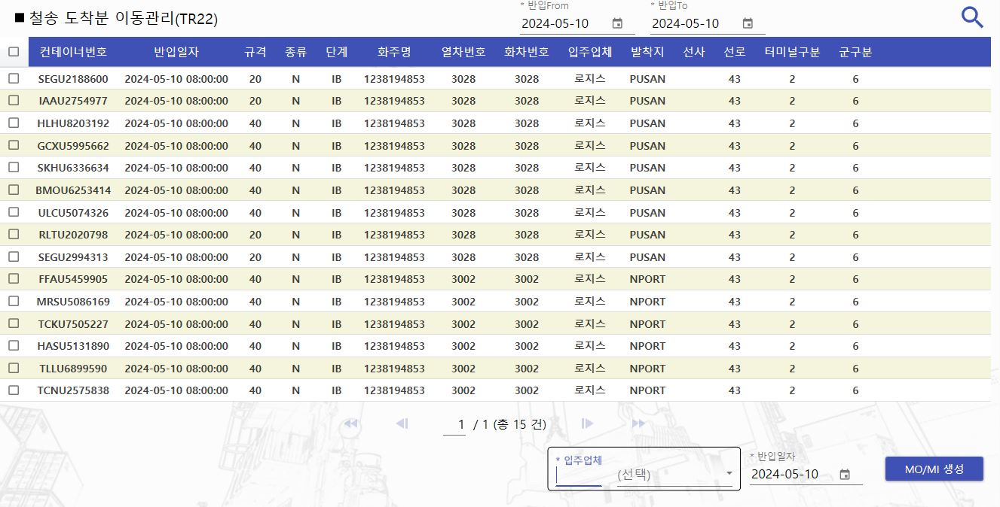 ■ 철송 도착분 이동관리(TR22)
* 반입From * 반입To
2024-05-10 2024-05-10
컨테이너번호 반입일자 규격 종류 단계 화주명 열차번호 화차번호 입주업체 발착지 선사 선로 터미널구분 군구분
SEGU2188600 2024-05-10 08:00:00 20 N IB 1238194853 3028 3028 로지스 PUSAN 43 2 6
IAAU2754977 2024-05-10 08:00:00 20 N IB 1238194853 3028 3028 로지스 PUSAN 43 2 6
HLHU8203192 2024-05-10 08:00:00 40 N IB 1238194853 3028 3028 로지스 PUSAN 43 2 6
GCXU5995662 2024-05-10 08:00:00 40 N IB 1238194853 3028 3028 로지스 PUSAN 43 2 6
SKHU6336634 2024-05-10 08:00:00 40 N IB 1238194853 3028 3028 로지스 PUSAN 43 2 6
BMOU6253414 2024-05-10 08:00:00 40 N IB 1238194853 3028 3028 로지스 PUSAN 43 2 6
ULCU5074326 2024-05-10 08:00:00 40 N IB 1238194853 3028 3028 로지스 PUSAN 43 2 6
RLTU2020798 2024-05-10 08:00:00 20 N IB 1238194853 3028 3028 로지스 PUSAN 43 2 6
SEGU2994313 2024-05-10 08:00:00 20 N IB 1238194853 3028 3028 로지스 PUSAN 43 2 6
FFAU5459905 2024-05-10 08:00:00 40 N IB 1238194853 3002 3002 로지스 NPORT 43 2 6
MRSU5086169 2024-05-10 08:00:00 40 N IB 1238194853 3002 3002 로지스 NPORT 43 2 6
TCKU7505227 2024-05-10 08:00:00 40 N IB 1238194853 3002 3002 로지스 NPORT 43 2 6
HASU5131890 2024-05-10 08:00:00 40 N IB 1238194853 3002 3002 로지스 NPORT 43 2 6
TLLU6899590 2024-05-10 08:00:00 40 N IB 1238194853 3002 3002 로지스 NPORT 43 2 6
TCNU2575838 2024-05-10 08:00:00 40 N IB 1238194853 3002 3002 로지스 NPORT 43 2 6
1 / 1 (총 15 건)
* 입주업체 * 반입일자
(선택) 2024-05-10 MO/MI 생성